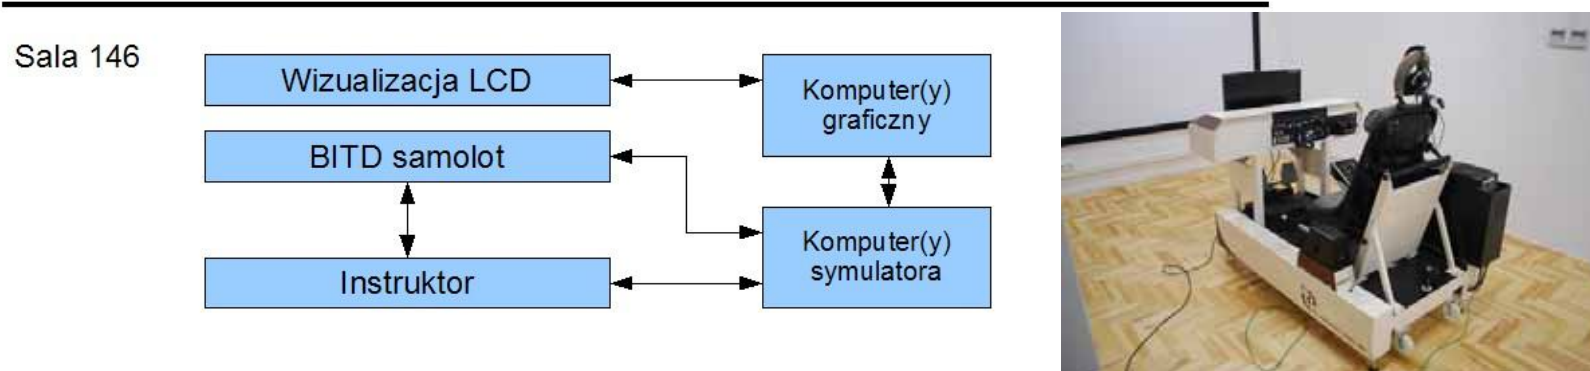 Sala 146
Wizualizacja LCD
BITD samolot
Instruktor
Komputer(y)
graficzny
Komputer(y)
symulatora